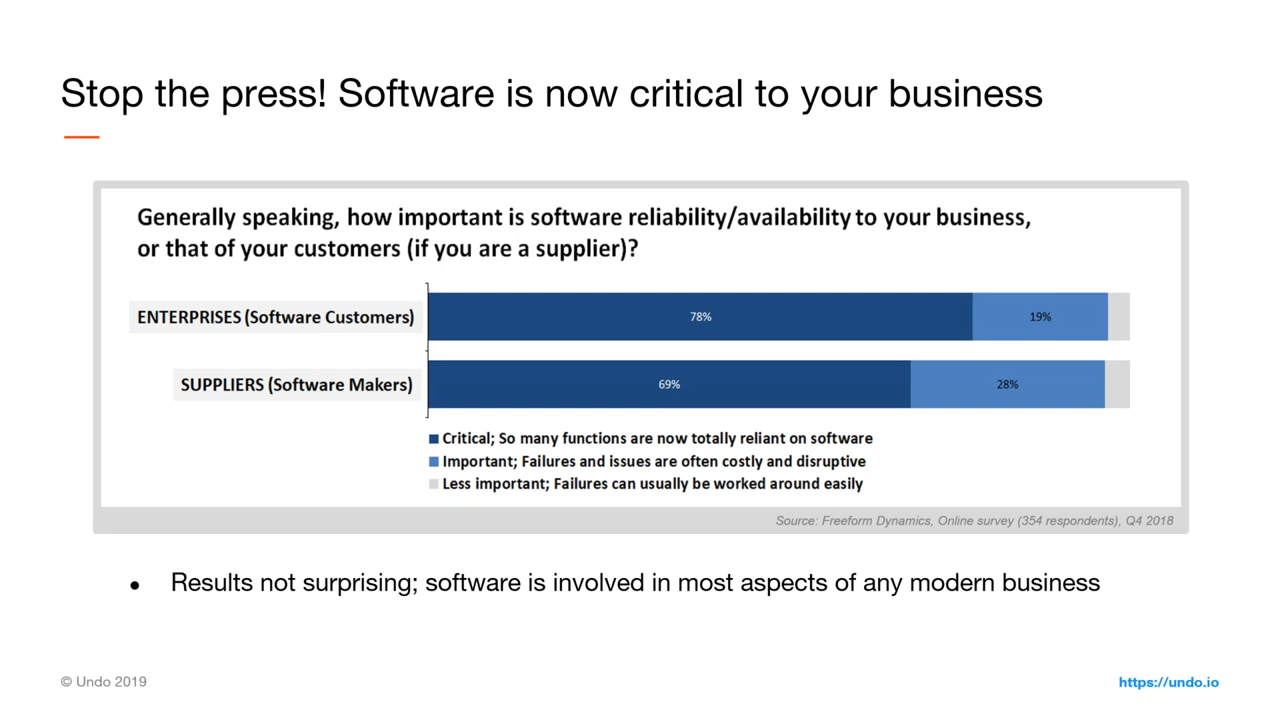 Stop the press! Software is now critical to your business
Generally speaking, how important is software reliability/availability to your business,
or that of your customers (if you are a supplier)?
ENTERPRISES (Software Customers)
78%
19%
SUPPLIERS (Software Makers)
69%
28%
Critical; So many functions are now totally reliant on software
Important; Failures and issues are often costly and disruptive
Less important; Failures can usually be worked around easily
Source: Freeform Dynamics, Online survey (354 respondents), Q4 2018
● Results not surprising; software is involved in most aspects of any modern business
© Undo 2019
https://undo.io